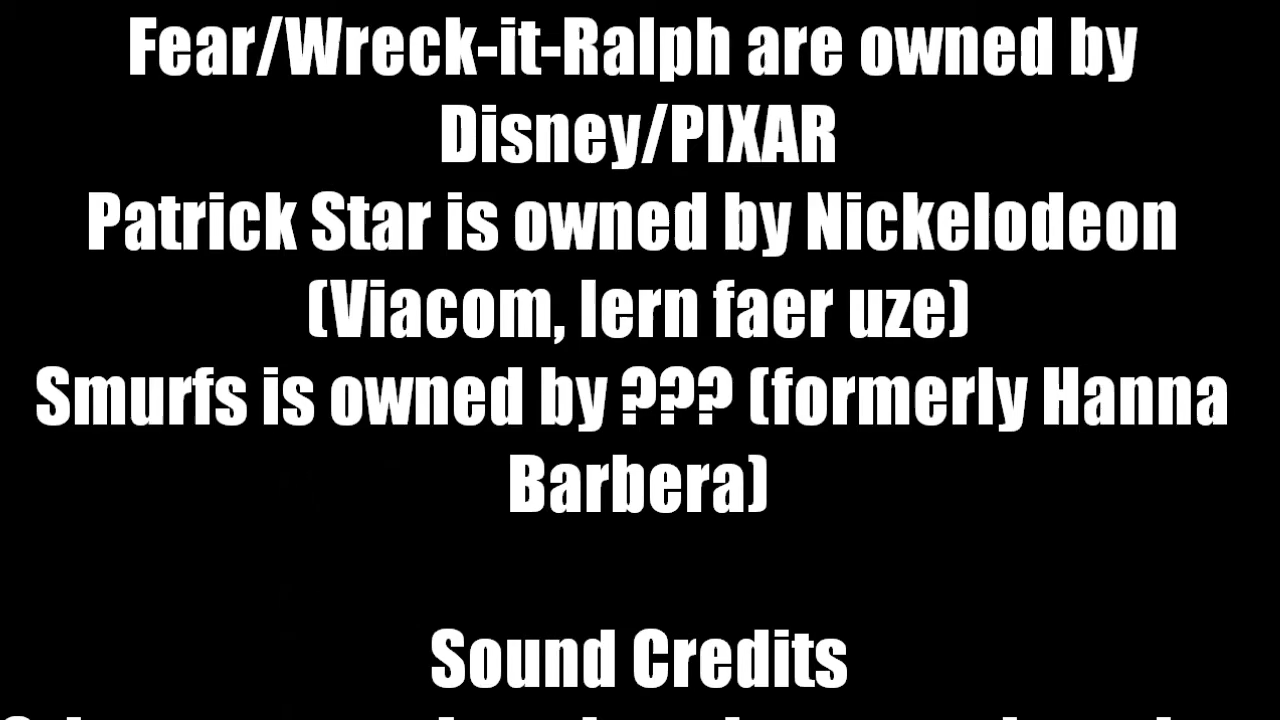 Fear/Wreck-it-Ralph are owned by
Disney/PIXAR
Patrick Star is owned by Nickelodeon
(Viacom, lern faer uze)
Smurfs is owned by ??? (formerly Hanna
Barbera)
Sound Credits